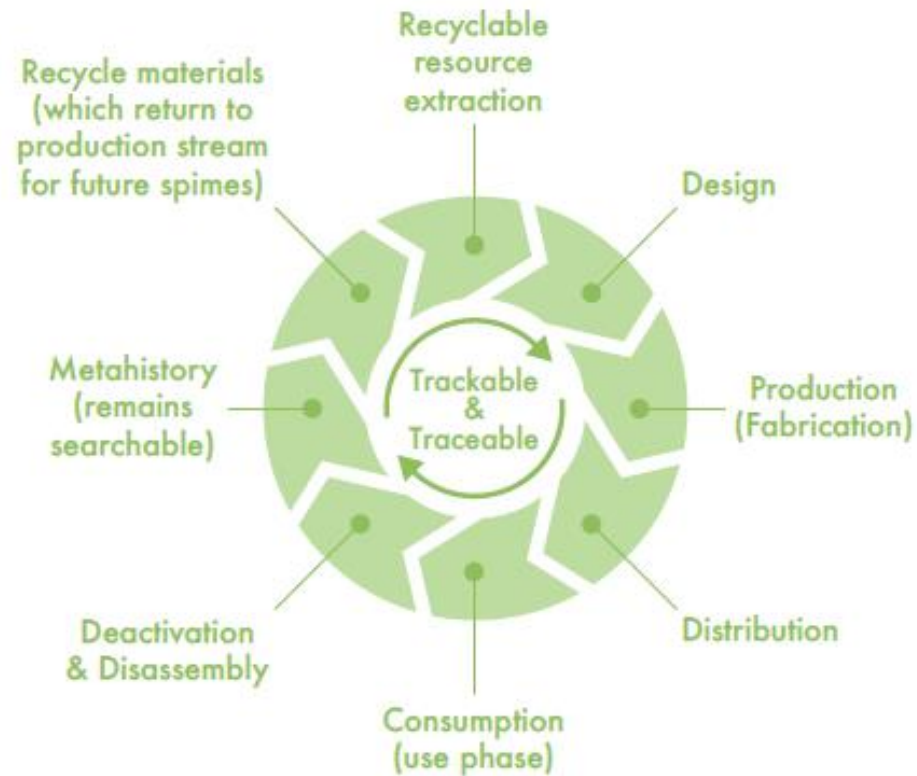 Recyclable
resource
extraction
Design
Production
(Fabrication)
Distribution
Consumption
(use phase)
Deactivation
& Disassembly
Metahistory
(remains
searchable)
Recycle materials
(which return to
production stream
for future spimes)
Trackable
&
Traceable